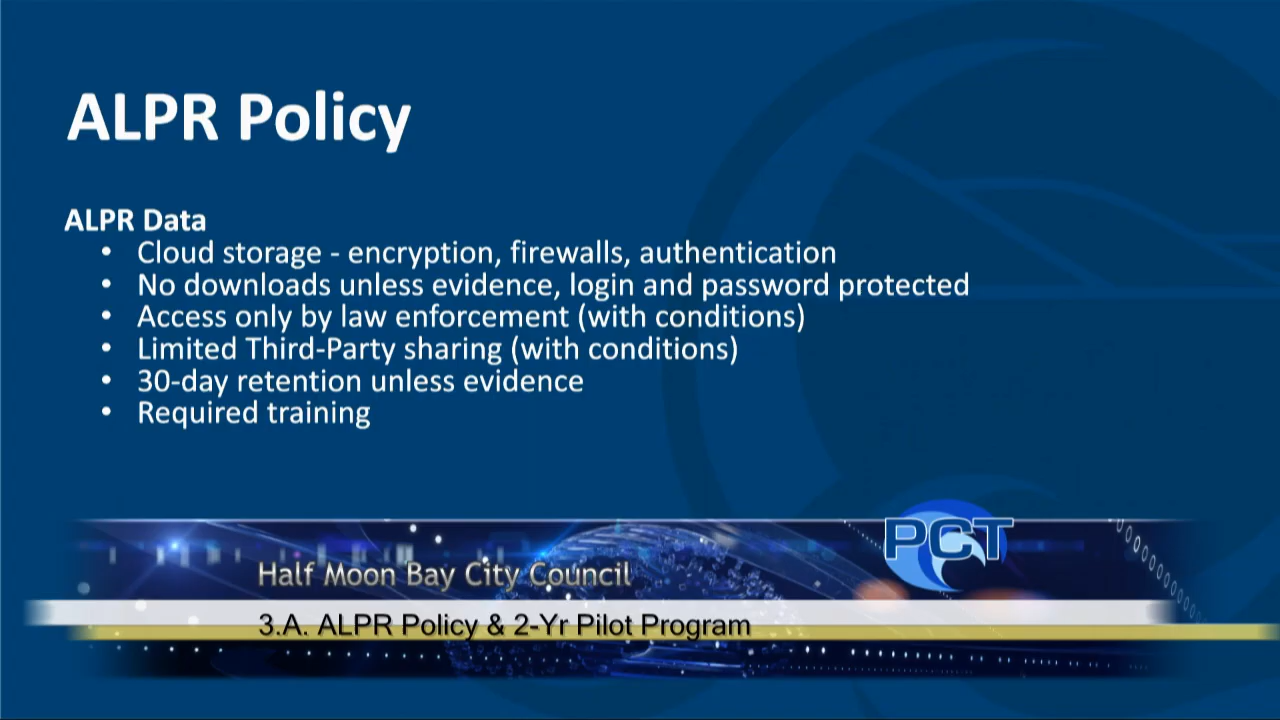 ALPR Policy
ALPR Data
• Cloud storage - encryption, firewalls, authentication
• No downloads unless evidence, login and password protected
• Access only by law enforcement (with conditions)
• Limited Third-Party sharing (with conditions)
• 30-day retention unless evidence
• Required training
PCT
Half Moon Bay City Council
3.A. ALPR Policy & 2-Yr Pilot Program